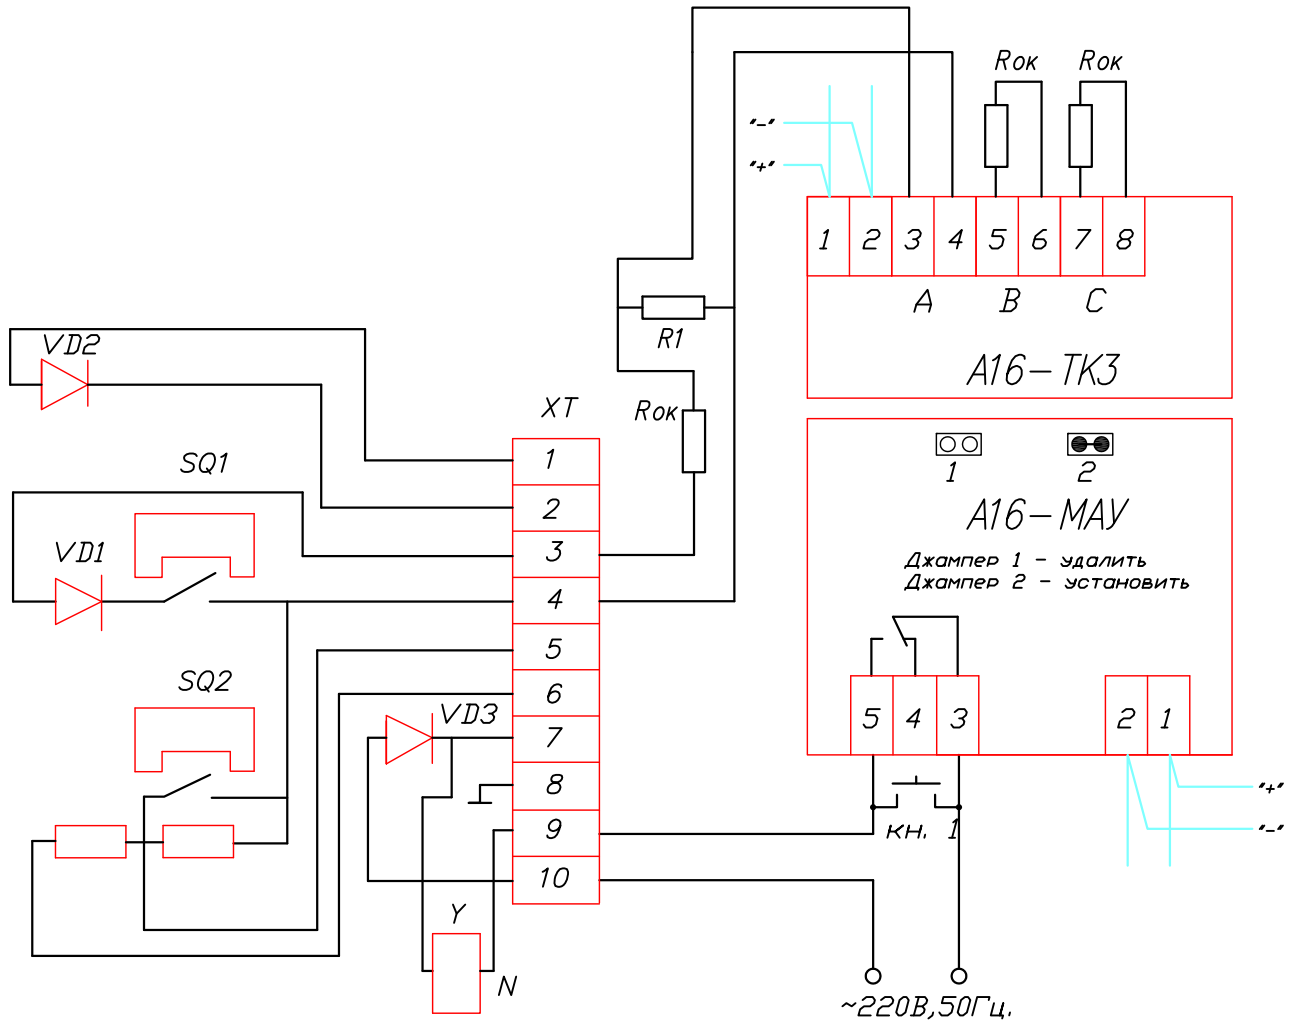 Rок Rок
"-"
"+"
1 2 3 4 5 6 7 8
A B C
А16-ТК3
R1
VD2
Rок
XT
1
2
3
4
5
6
7
8
9
10
SQ1
VD1
SQ2
VD3
Y
N
1 2
А16-МАУ
Джампер 1 - удалить
Джампер 2 - установить
5 4 3 2 1
"+"
"-"
кн. 1
~220В,50Гц.